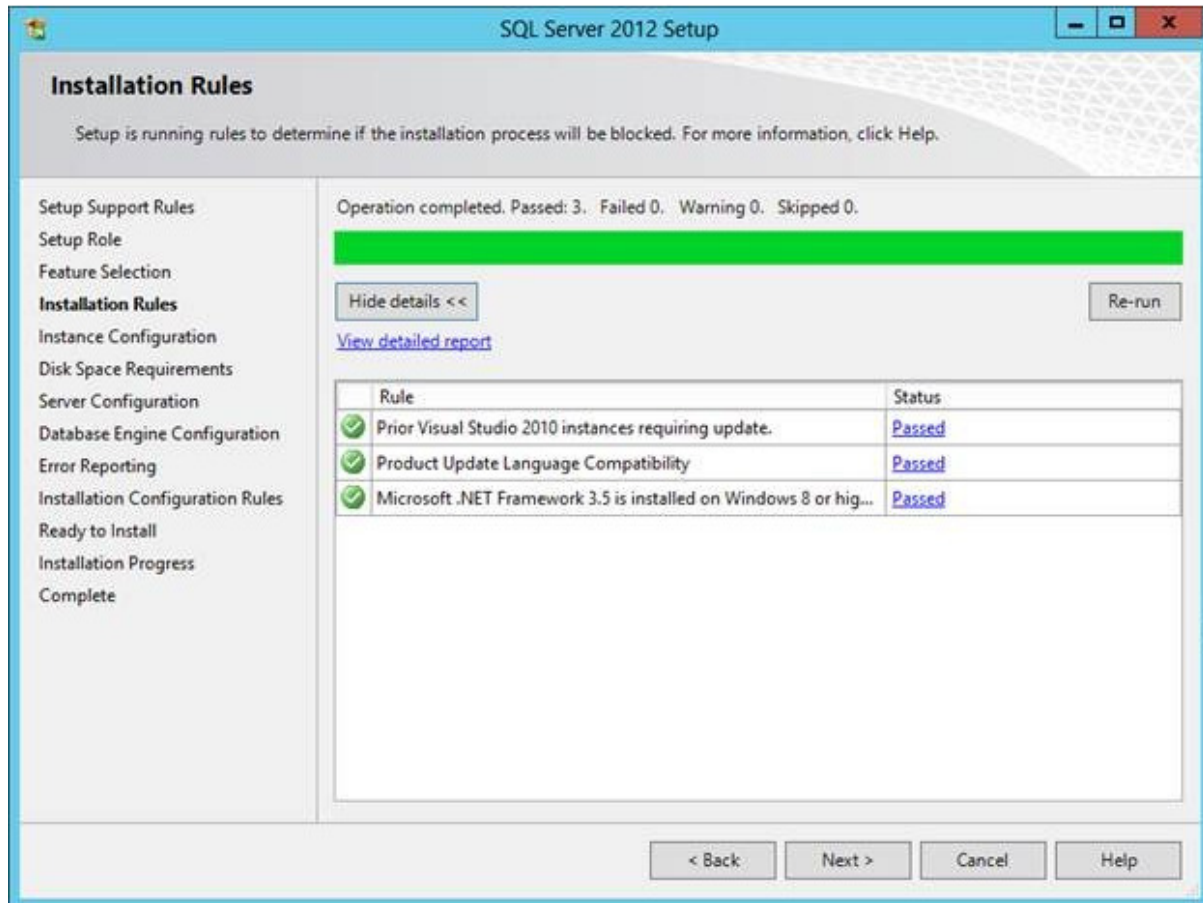 SQL Server 2012 Setup
Installation Rules
Setup is running rules to determine if the installation process will be blocked. For more information, click Help.
Setup Support Rules
Setup Role
Feature Selection
Installation Rules
Instance Configuration
Disk Space Requirements
Server Configuration
Database Engine Configuration
Error Reporting
Installation Configuration Rules
Ready to Install
Installation Progress
Complete
Operation completed. Passed: 3.   Failed 0.   Warning 0.   Skipped 0.
Hide details <<
Re-run
View detailed report
Rule Status
Prior Visual Studio 2010 instances requiring update. Passed
Product Update Language Compatibility Passed
Microsoft .NET Framework 3.5 is installed on Windows 8 or hig... Passed
< Back Next > Cancel Help